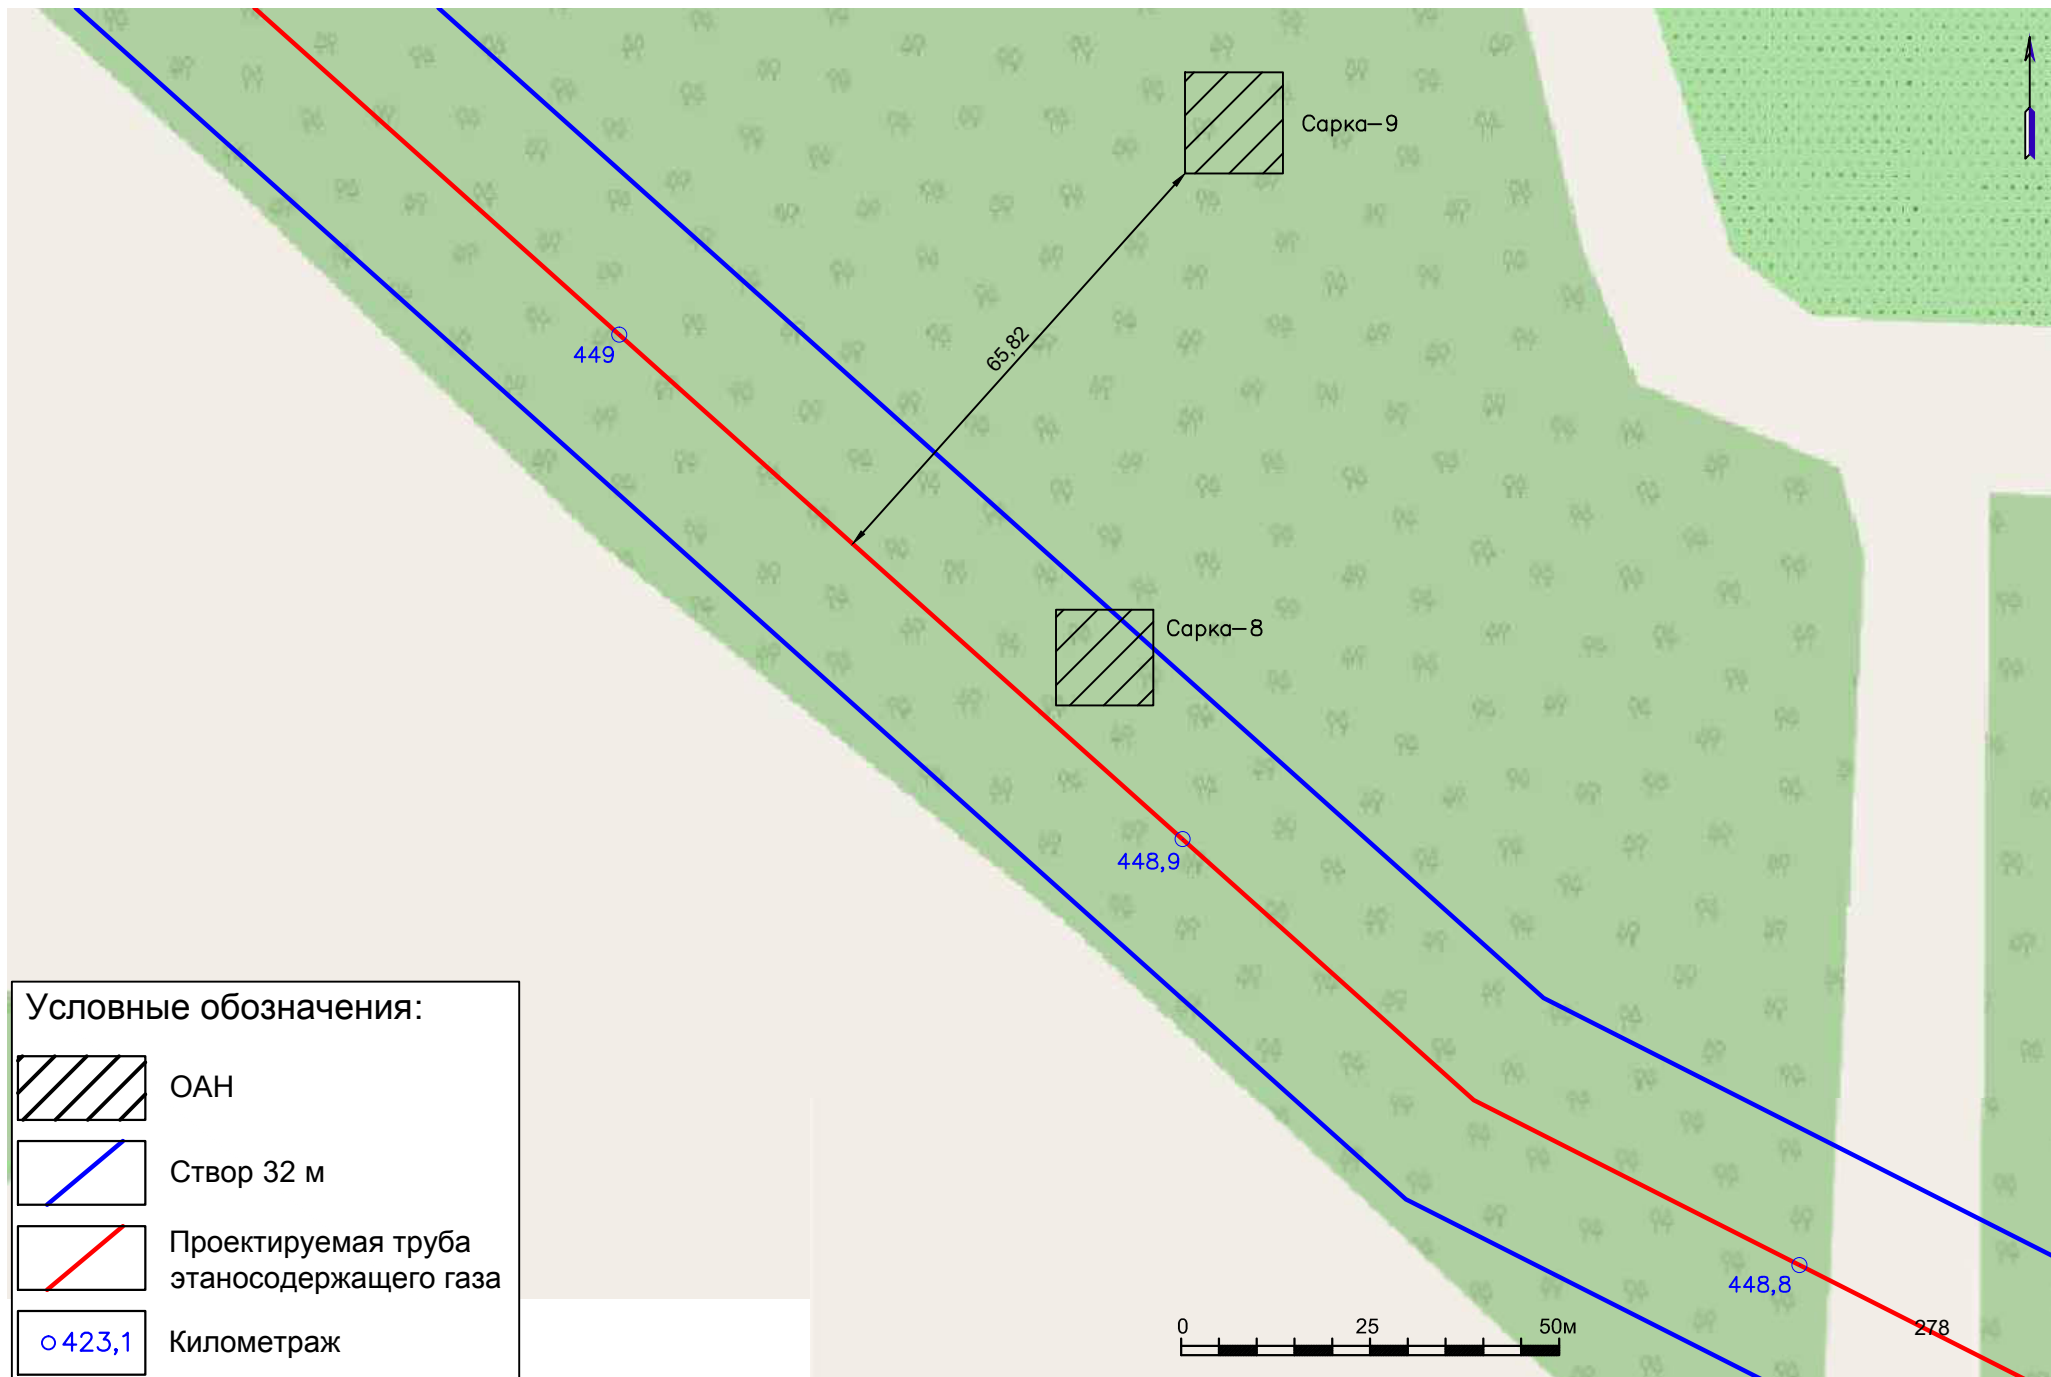 Сарка-9
449
65,82
Сарка-8
448,9
448,8
278
0 25 50м
Условные обозначения:
ОАН
Створ 32 м
Проектируемая труба
этаносодержащего газа
423,1 Километраж